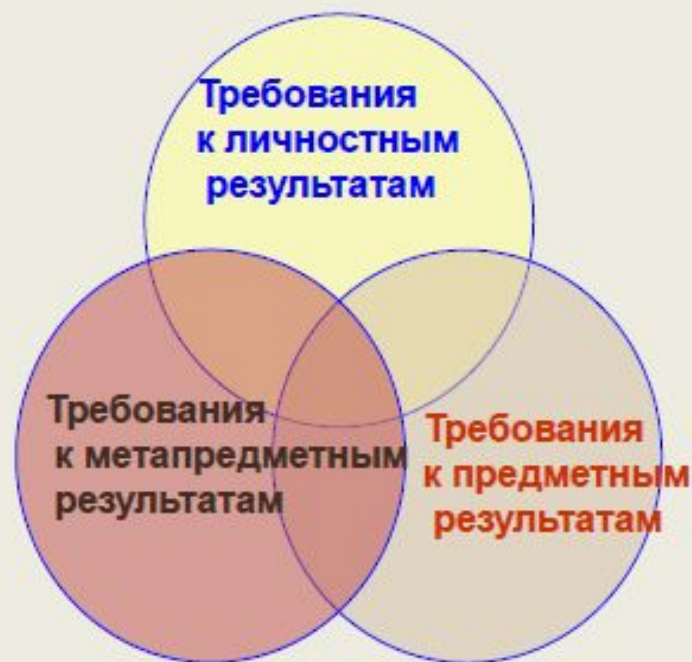 Требования
к личностным
результатам
Требования
к метапредметным
результатам
Требования
к предметным
результатам